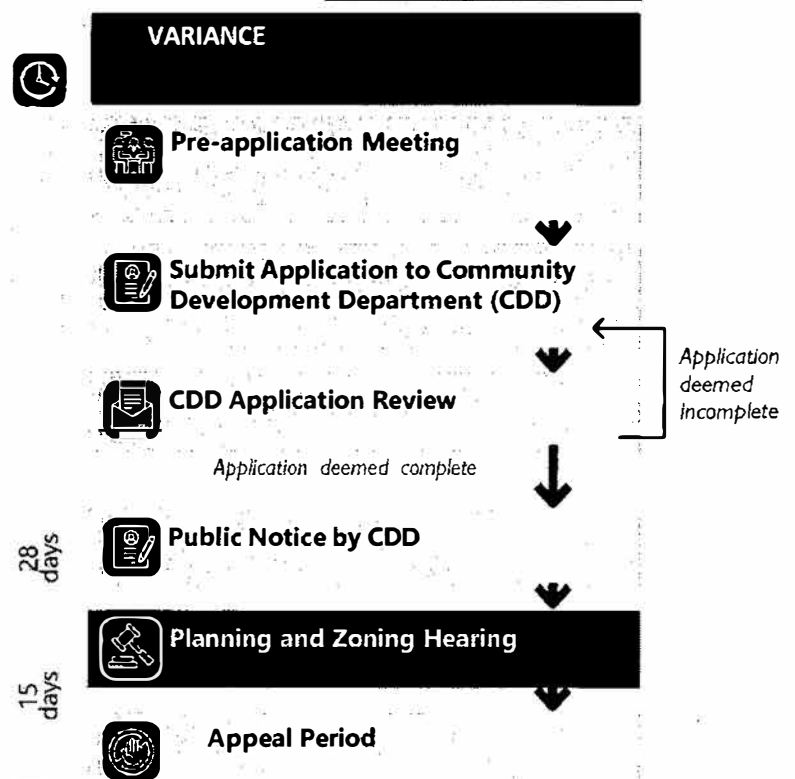 VARIANCE
Pre-application Meeting
Submit Application to Community
Development Department (CDD)
Application
deemed
incomplete
CDD Application Review
Application deemed complete
28
days
Public Notice by CDD
Planning and Zoning Hearing
15
days
Appeal Period